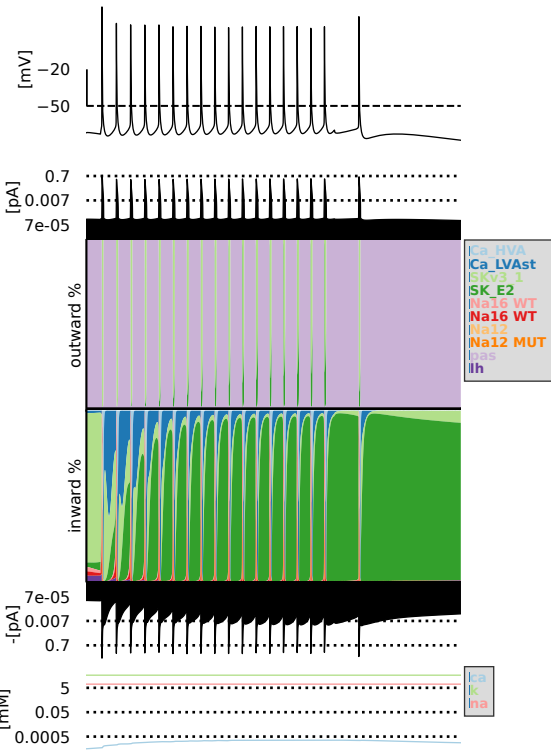 [mV]
−20
−50
[pA]
0.7
0.007
7e-05
outward %
Ca_HVA
Ca_LVAst
SKv3_1
SK_E2
Na16 WT
Na16 WT
Na12
Na12 MUT
pas
Ih
inward %
-[pA]
7e-05
0.007
0.7
[mM]
5
0.05
0.0005
ca
k
na